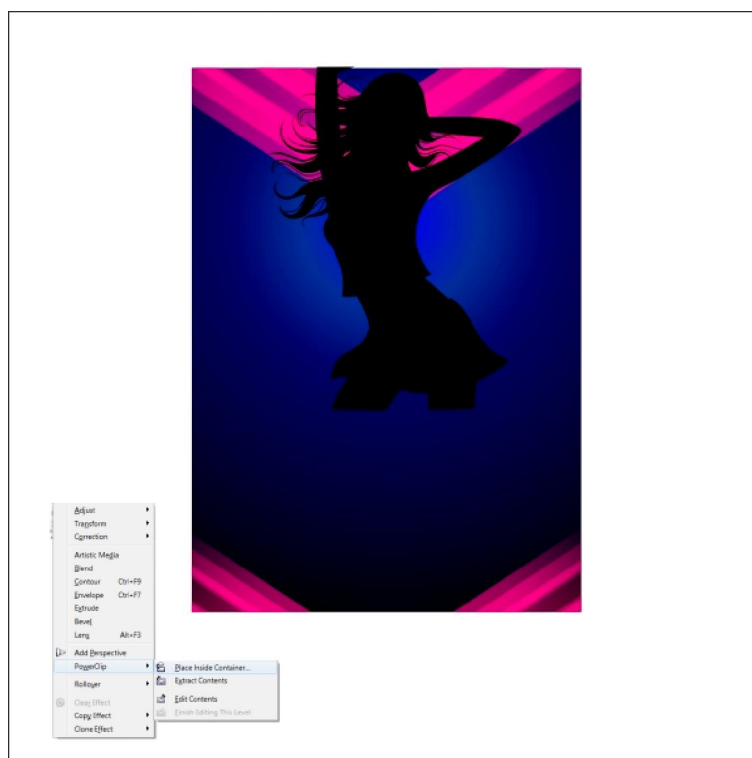 Adjust
Transform
Correction
Artistic Media
Blend
Contour Ctrl+F9
Envelope Ctrl+F7
Extrude
Bevel
Lens Alt+F3
Add Perspective
PowerClip
Place Inside Container...
Extract Contents
Rollover
Edit Contents
Clear Effect
Finish Editing This Level
Copy Effect
Clone Effect